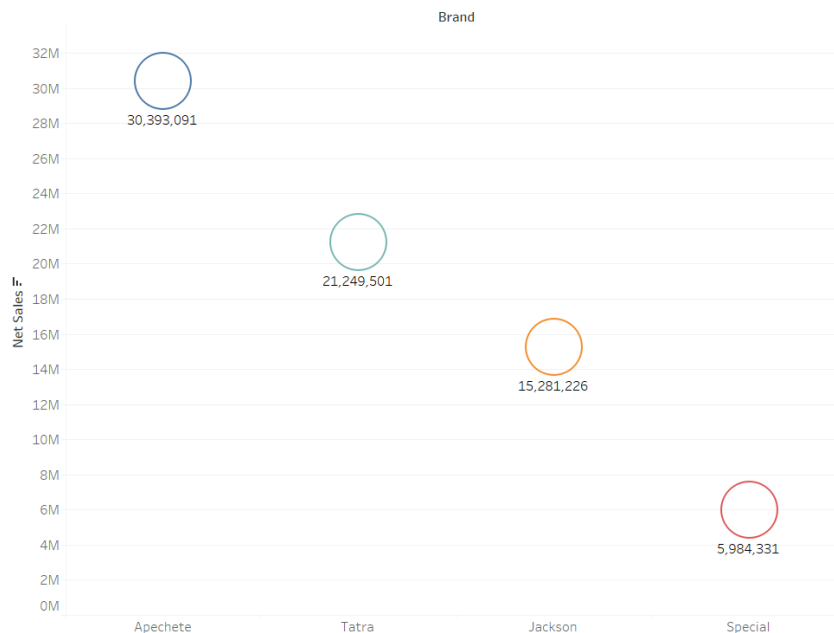 Brand
32M
30M
28M
26M
24M
22M
20M
18M
16M
14M
12M
10M
8M
6M
4M
2M
0M
Net Sales
30,393,091
21,249,501
15,281,226
5,984,331
Apechete
Tatra
Jackson
Special